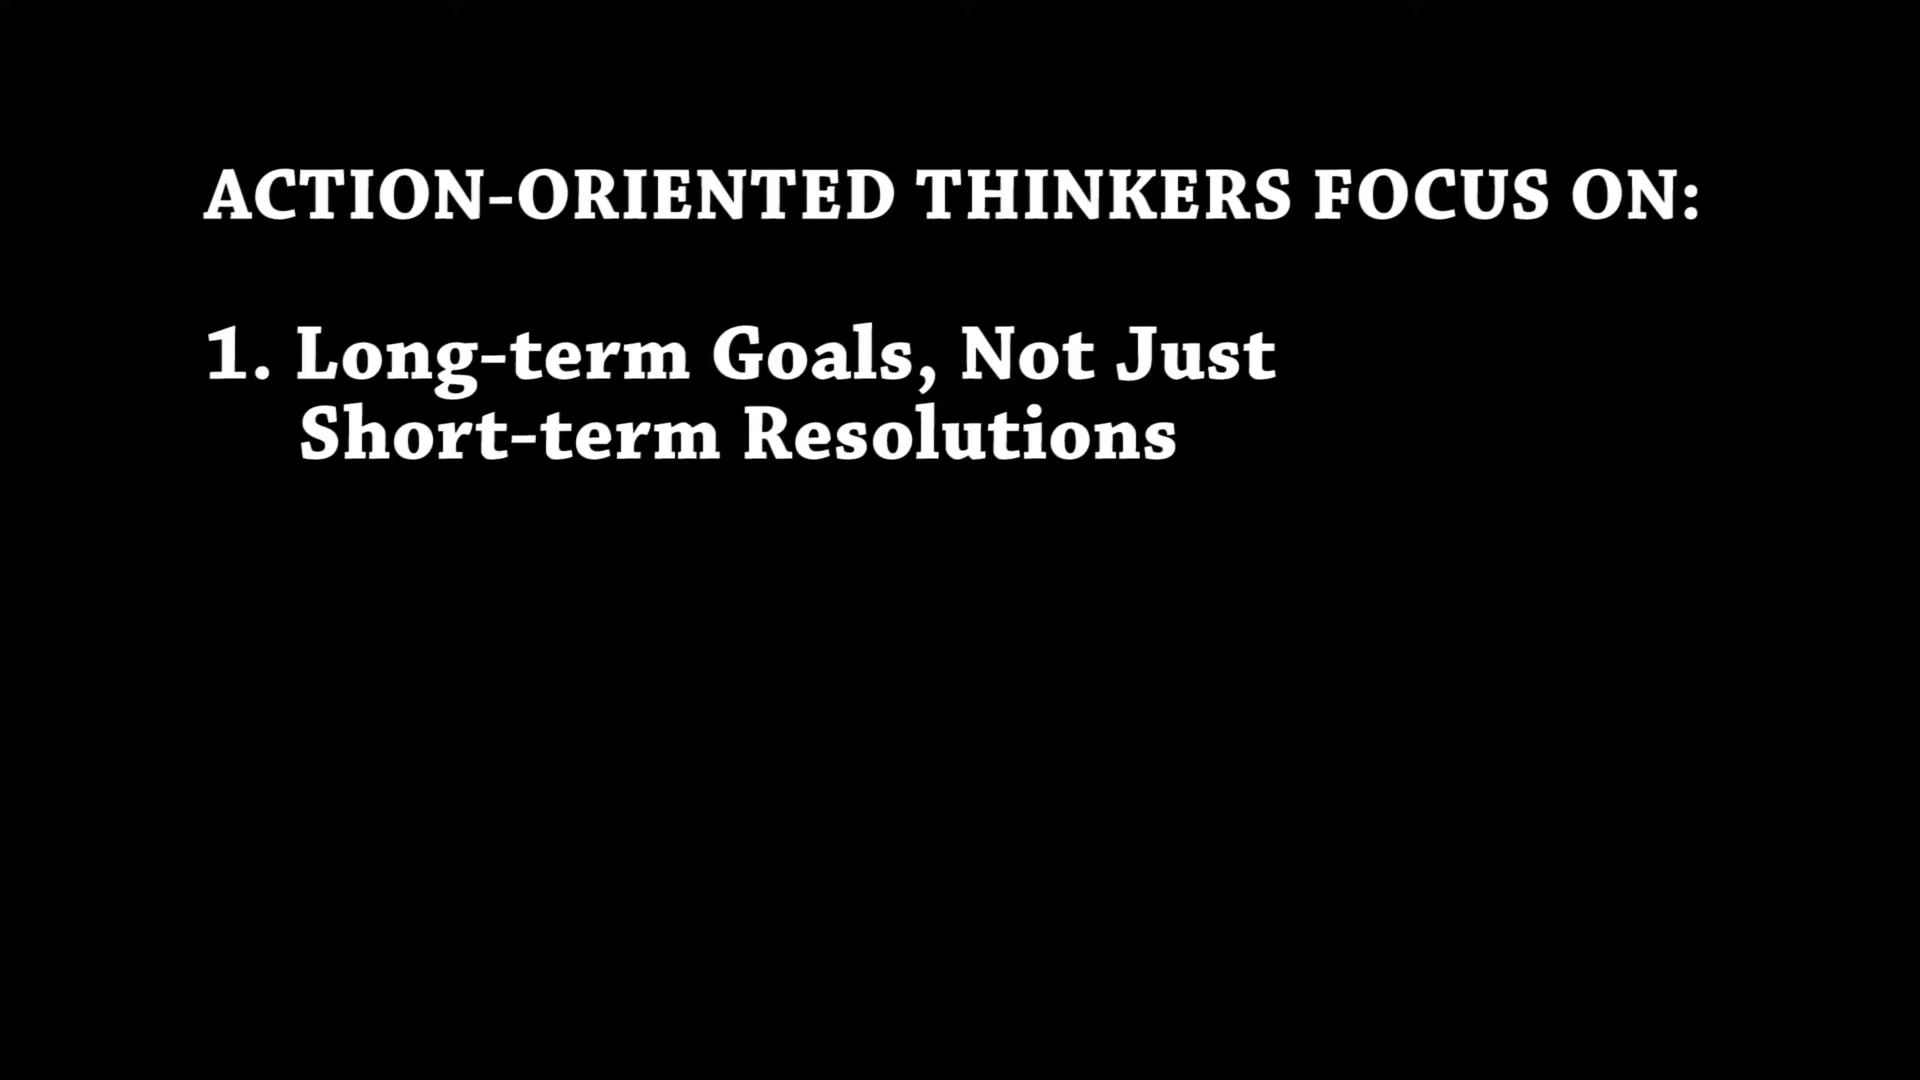 ACTION-ORIENTED THINKERS FOCUS ON:
1. Long-term Goals, Not Just
Short-term Resolutions